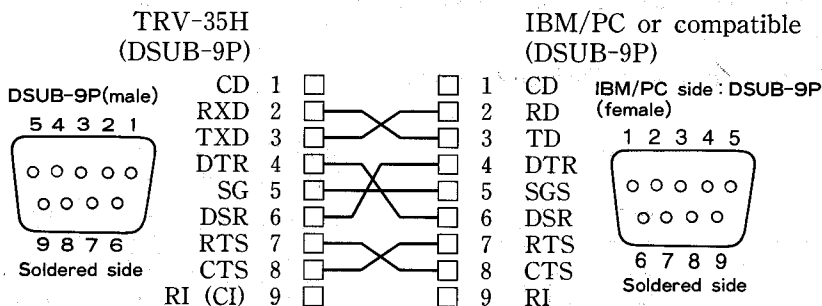 TRV-35H
(DSUB-9P)
IBM/PC or compatible
(DSUB-9P)
DSUB-9P(male)
5 4 3 2 1
9 8 7 6
Soldered side
CD 1
RXD 2
TXD 3
DTR 4
SG 5
DSR 6
RTS 7
CTS 8
RI (CI) 9
1 CD
2 RD
3 TD
4 DTR
5 SGS
6 DSR
7 RTS
8 CTS
9 RI
IBM/PC side : DSUB-9P
(female)
1 2 3 4 5
6 7 8 9
Soldered side